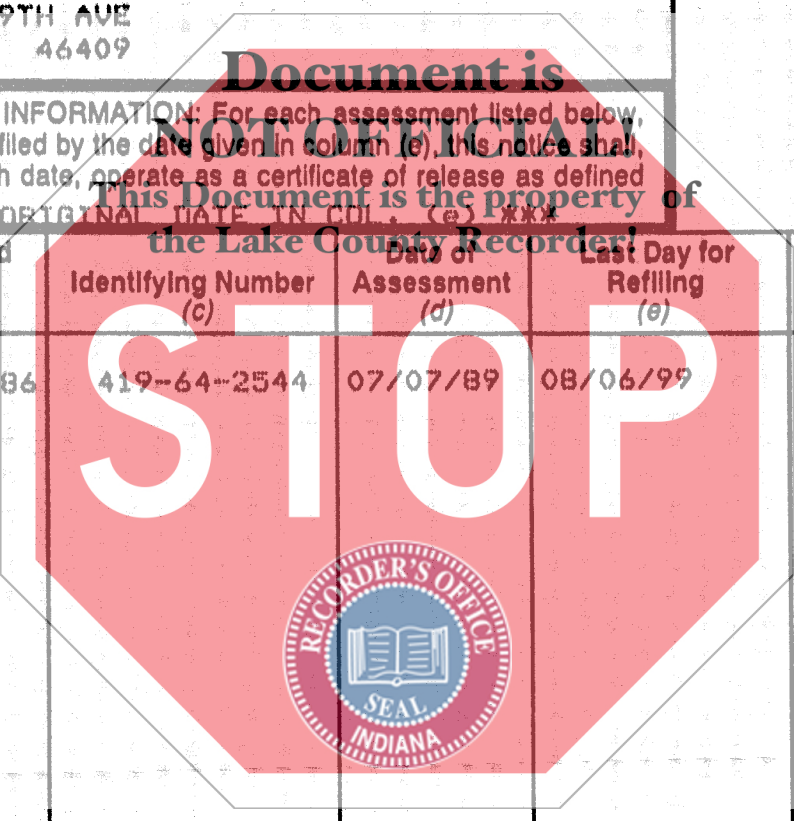 9TH AVE
46409
Document is
INFORMATION: For each assessment listed below,
NOT OFFICIAL!
filed by the date given in column (e), this notice shall,
h date, operate as a certificate of release as defined
This Document is the property of
ORIGINAL DATE IN COL. (e) ***
the Lake County Recorder!
d
Identifying Number
(c)
Date of
Assessment
(d)
Last Day for
Refiling
(e)
STOP
86 419-64-2544 07/07/89 08/06/99
RECORDER'S OFFICE
SEAL
INDIANA